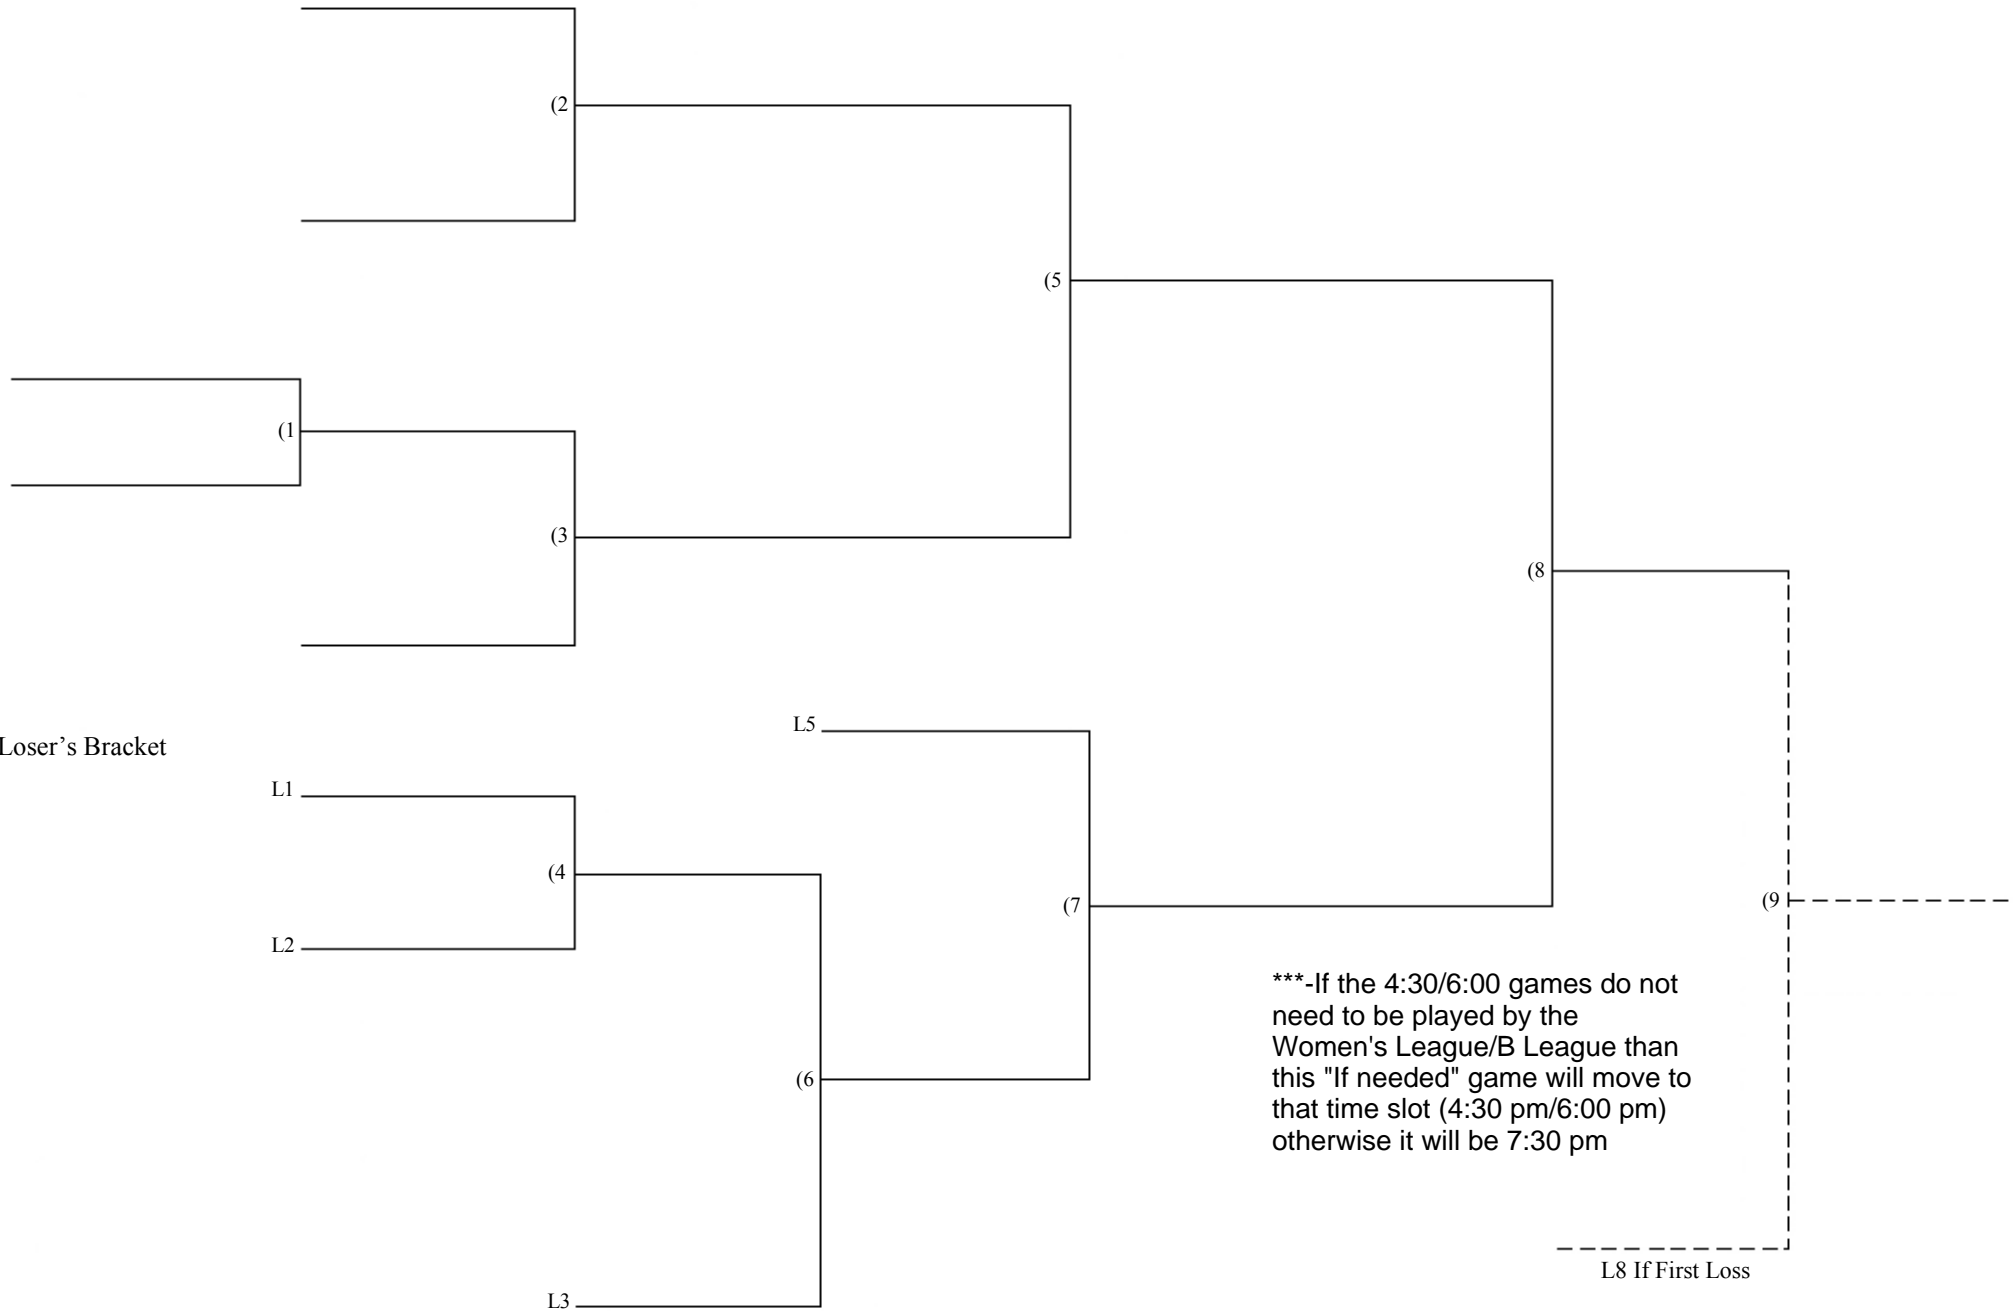 (2
(5
(1
(3
(8
L5
Loser’s Bracket
L1
(4
(7
(9
L2
***-If the 4:30/6:00 games do not
need to be played by the
Women's League/B League than
this "If needed" game will move to
that time slot (4:30 pm/6:00 pm)
otherwise it will be 7:30 pm
(6
L8 If First Loss
L3